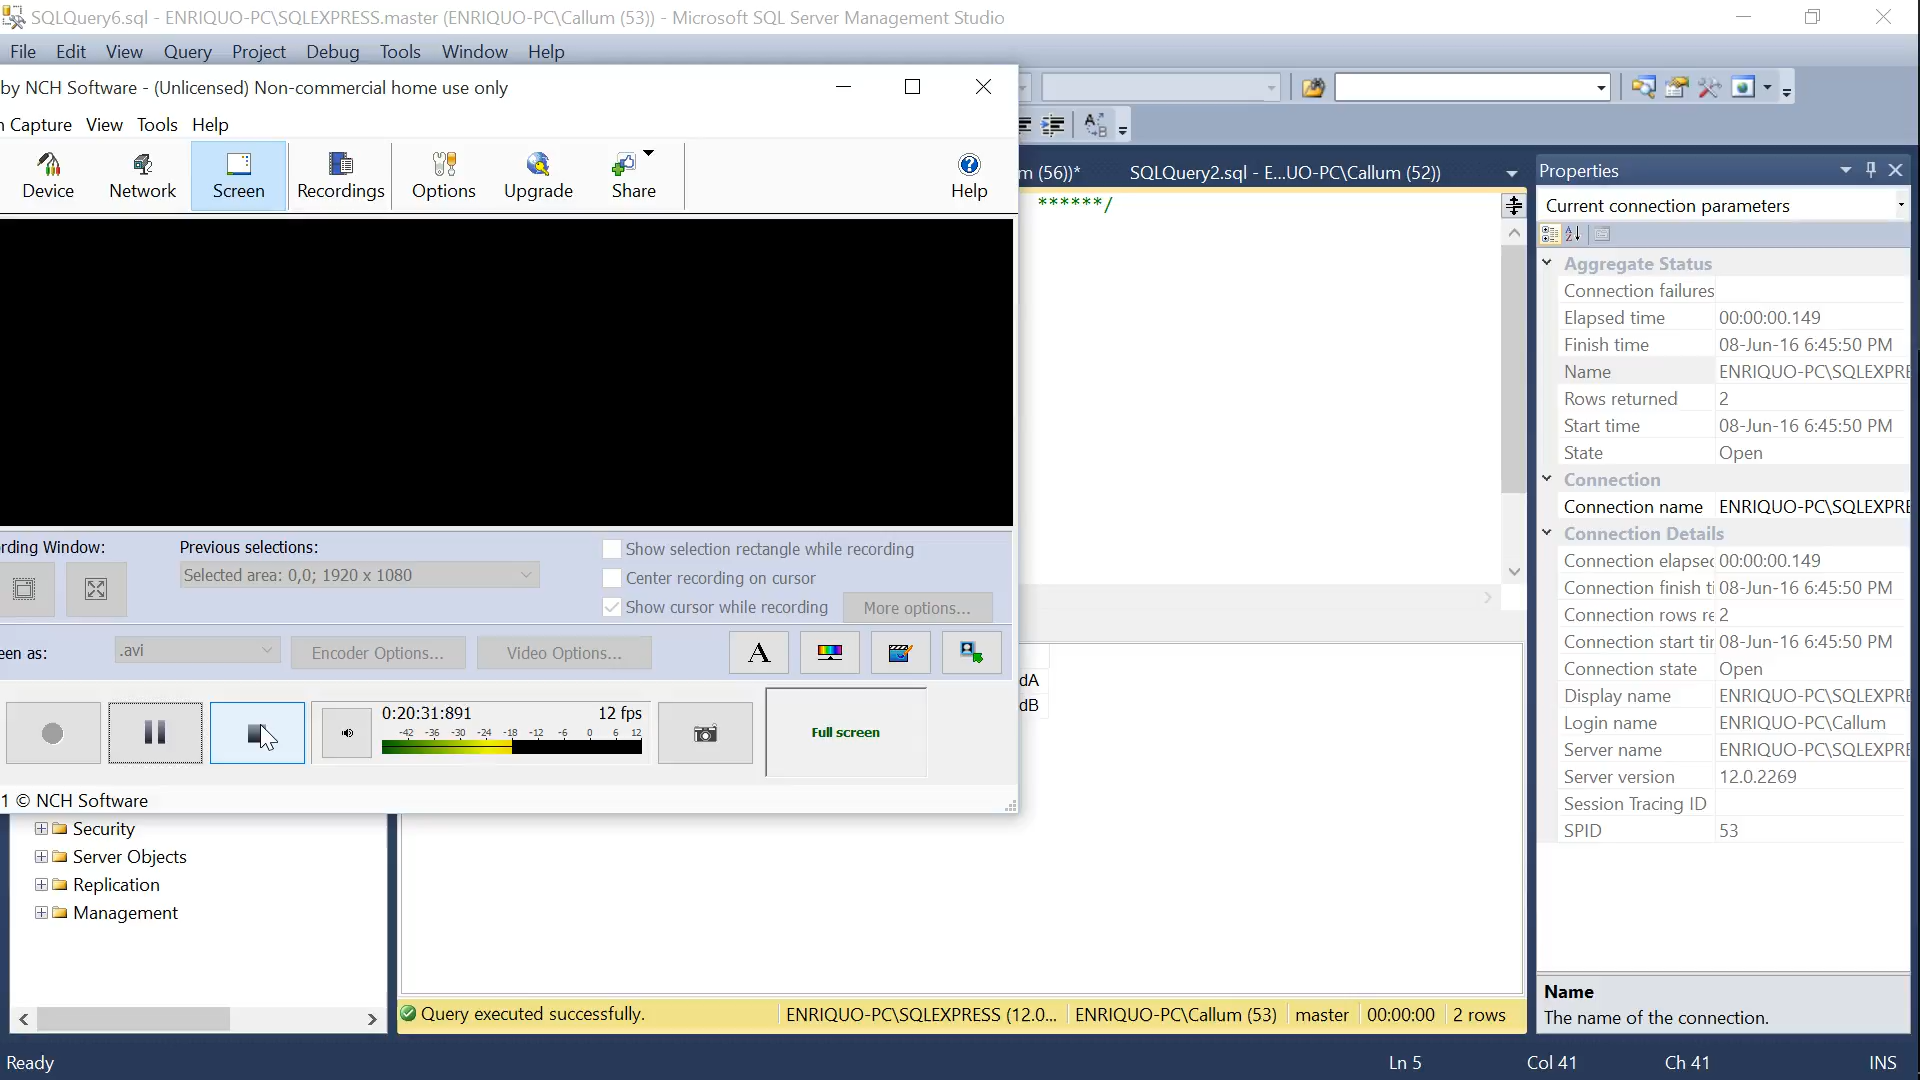 SQLQuery6.sql - ENRIQUO-PC\SQLEXPRESS.master (ENRIQUO-PC\Callum (53)) - Microsoft SQL Server Management Studio
File Edit View Query Project Debug Tools Window Help
by NCH Software - (Unlicensed) Non-commercial home use only
n Capture View Tools Help
Device Network Screen Recordings Options Upgrade Share Help
m (56))* SQLQuery2.sql - E...UO-PC\Callum (52))
******/
rding Window: Previous selections:
Selected area: 0,0; 1920 x 1080
Show selection rectangle while recording
Center recording on cursor
Show cursor while recording More options...
een as: .avi Encoder Options... Video Options... A
0:20:31:891 12 fps
-42 -36 -30 -24 -18 -12 -6 0 6 12
Full screen
1 © NCH Software
dA
dB
Security
Server Objects
Replication
Management
Properties
Current connection parameters
Aggregate Status
Connection failures
Elapsed time 00:00:00.149
Finish time 08-Jun-16 6:45:50 PM
Name ENRIQUO-PC\SQLEXPRE
Rows returned 2
Start time 08-Jun-16 6:45:50 PM
State Open
Connection
Connection name ENRIQUO-PC\SQLEXPRE
Connection Details
Connection elapsec 00:00:00.149
Connection finish ti 08-Jun-16 6:45:50 PM
Connection rows re 2
Connection start tir 08-Jun-16 6:45:50 PM
Connection state Open
Display name ENRIQUO-PC\SQLEXPRE
Login name ENRIQUO-PC\Callum
Server name ENRIQUO-PC\SQLEXPRE
Server version 12.0.2269
Session Tracing ID
SPID 53
Name
The name of the connection.
Query executed successfully. ENRIQUO-PC\SQLEXPRESS (12.0... ENRIQUO-PC\Callum (53) master 00:00:00 2 rows
Ready Ln 5 Col 41 Ch 41 INS